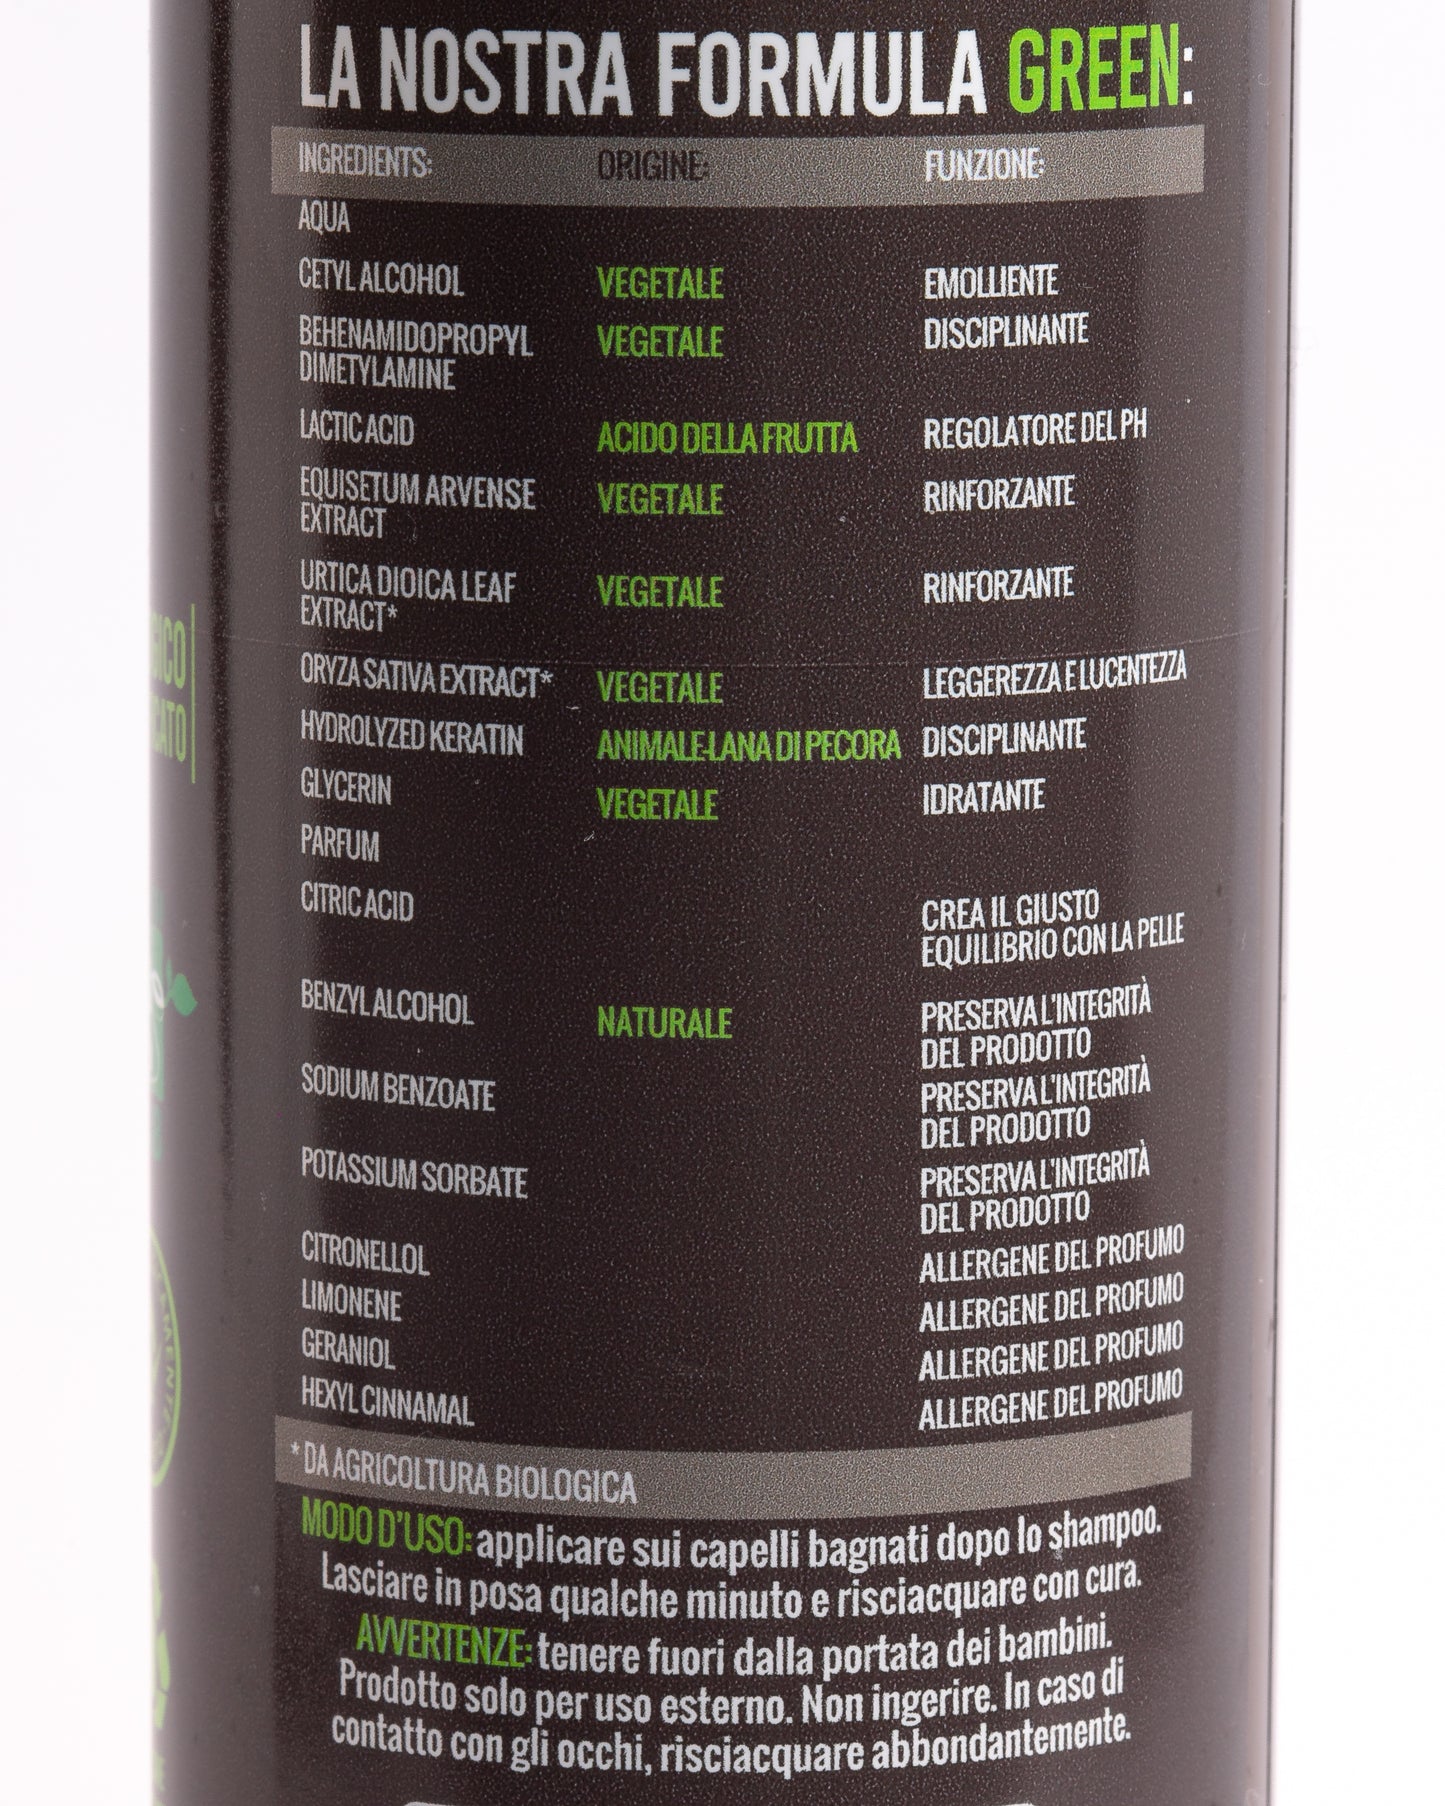 LA NOSTRA FORMULA GREEN:
INGREDIENTS: ORIGINE: FUNZIONE:
AQUA
CETYL ALCOHOL VEGETALE EMOLLIENTE
BEHENAMIDOPROPYL VEGETALE DISCIPLINANTE
DIMETYLAMINE
LACTIC ACID ACIDO DELLA FRUTTA REGOLATORE DEL PH
EQUISETUM ARVENSE VEGETALE RINFORZANTE
EXTRACT
URTICA DIOICA LEAF VEGETALE RINFORZANTE
EXTRACT*
ORYZA SATIVA EXTRACT* VEGETALE LEGGEREZZA E LUCENTEZZA
HYDROLYZED KERATIN ANIMALE-LANA DI PECORA DISCIPLINANTE
GLYCERIN VEGETALE IDRATANTE
PARFUM
CITRIC ACID CREA IL GIUSTO
EQUILIBRIO CON LA PELLE
BENZYL ALCOHOL NATURALE PRESERVA L'INTEGRITÀ
DEL PRODOTTO
SODIUM BENZOATE PRESERVA L'INTEGRITÀ
DEL PRODOTTO
POTASSIUM SORBATE PRESERVA L'INTEGRITÀ
DEL PRODOTTO
CITRONELLOL ALLERGENE DEL PROFUMO
LIMONENE ALLERGENE DEL PROFUMO
GERANIOL ALLERGENE DEL PROFUMO
HEXYL CINNAMAL ALLERGENE DEL PROFUMO
* DA AGRICOLTURA BIOLOGICA
MODO D'USO: applicare sui capelli bagnati dopo lo shampoo.
Lasciare in posa qualche minuto e risciacquare con cura.
AVVERTENZE: tenere fuori dalla portata dei bambini.
Prodotto solo per uso esterno. Non ingerire. In caso di
contatto con gli occhi, risciacquare abbondantemente.